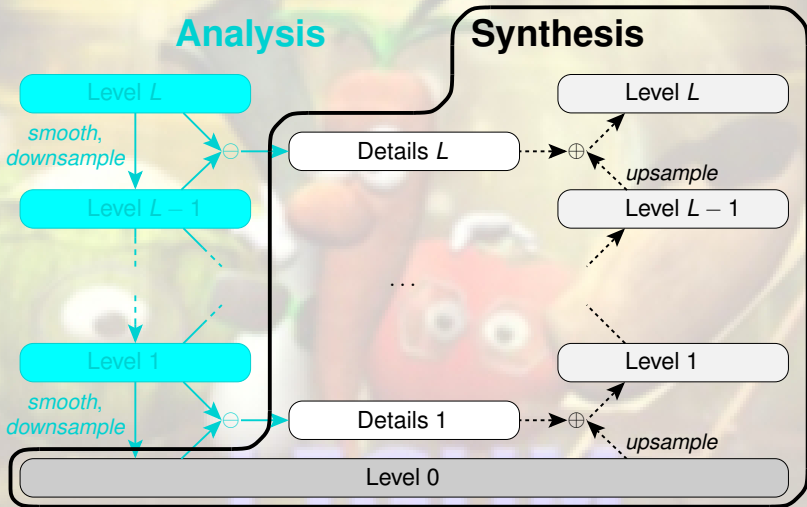 Analysis
Synthesis
Level L
Level L
smooth,
downsample
⊖
Details L
⊕
upsample
Level L − 1
Level L − 1
...
Level 1
Level 1
smooth,
downsample
⊖
Details 1
⊕
upsample
Level 0